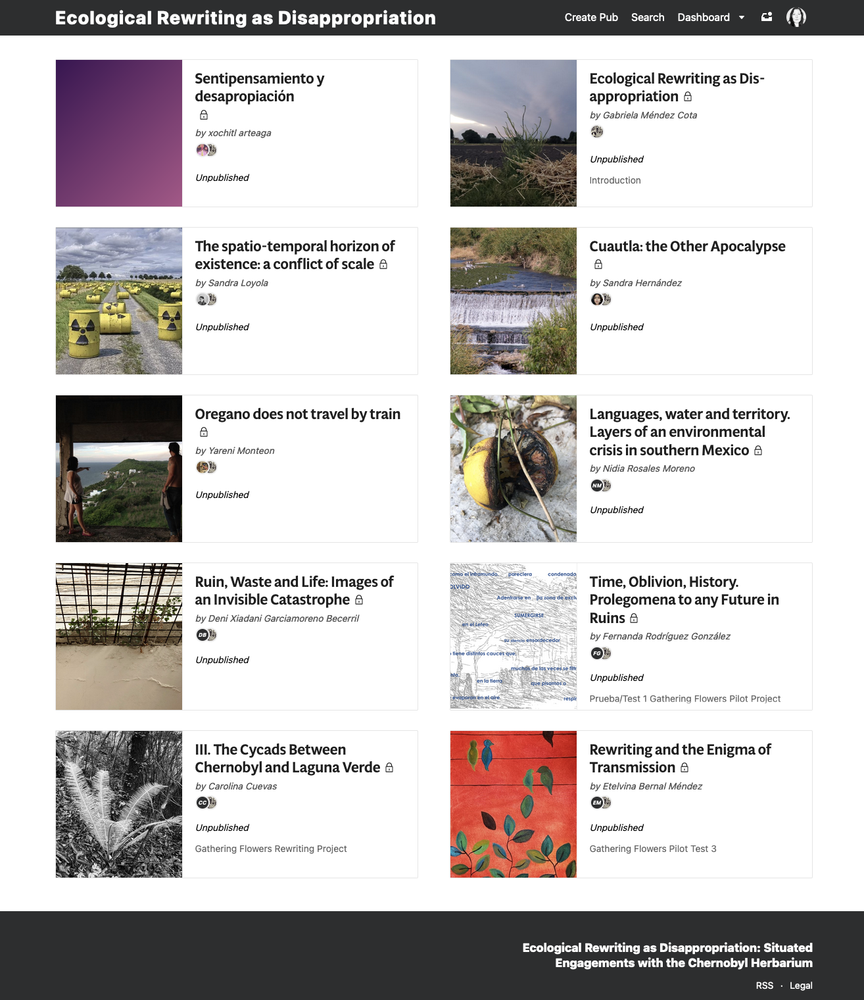 Ecological Rewriting as Disappropriation
Create Pub
Search
Dashboard
Sentipensamiento y
desapropiación
by xochitl arteaga
Unpublished
Ecological Rewriting as Dis-
appropriation
by Gabriela Méndez Cota
Unpublished
Introduction
The spatio-temporal horizon of
existence: a conflict of scale
by Sandra Loyola
Unpublished
Cuautla: the Other Apocalypse
by Sandra Hernández
Unpublished
Oregano does not travel by train
by Yareni Monteon
Unpublished
Languages, water and territory.
Layers of an environmental
crisis in southern Mexico
by Nidia Rosales Moreno
NM
Unpublished
Ruin, Waste and Life: Images of
an Invisible Catastrophe
by Deni Xiadani Garciamoreno Becerril
DB
Unpublished
como el inframundo, pareciera condenado
OLVIDO
Adentrarse en (la zona de exclu
SUMERGIRSE
en el Leteo
su silencio ensordecedor
tiene distintos cauces que,
muchas de las veces se filtr
en la tierra
que pisamos o
evaporan en el aire
respir
Time, Oblivion, History.
Prolegomena to any Future in
Ruins
by Fernanda Rodríguez González
FG
Unpublished
Prueba/Test 1 Gathering Flowers Pilot Project
III. The Cycads Between
Chernobyl and Laguna Verde
by Carolina Cuevas
CC
Unpublished
Gathering Flowers Rewriting Project
Rewriting and the Enigma of
Transmission
by Etelvina Bernal Méndez
EM
Unpublished
Gathering Flowers Pilot Test 3
Ecological Rewriting as Disappropriation: Situated
Engagements with the Chernobyl Herbarium
RSS · Legal